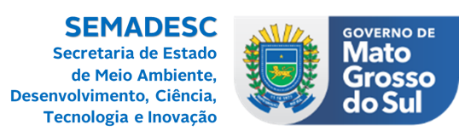 SEMADESC
Secretaria de Estado
de Meio Ambiente,
Desenvolvimento, Ciência,
Tecnologia e Inovação
GOVERNO DE
Mato
Grosso
do Sul